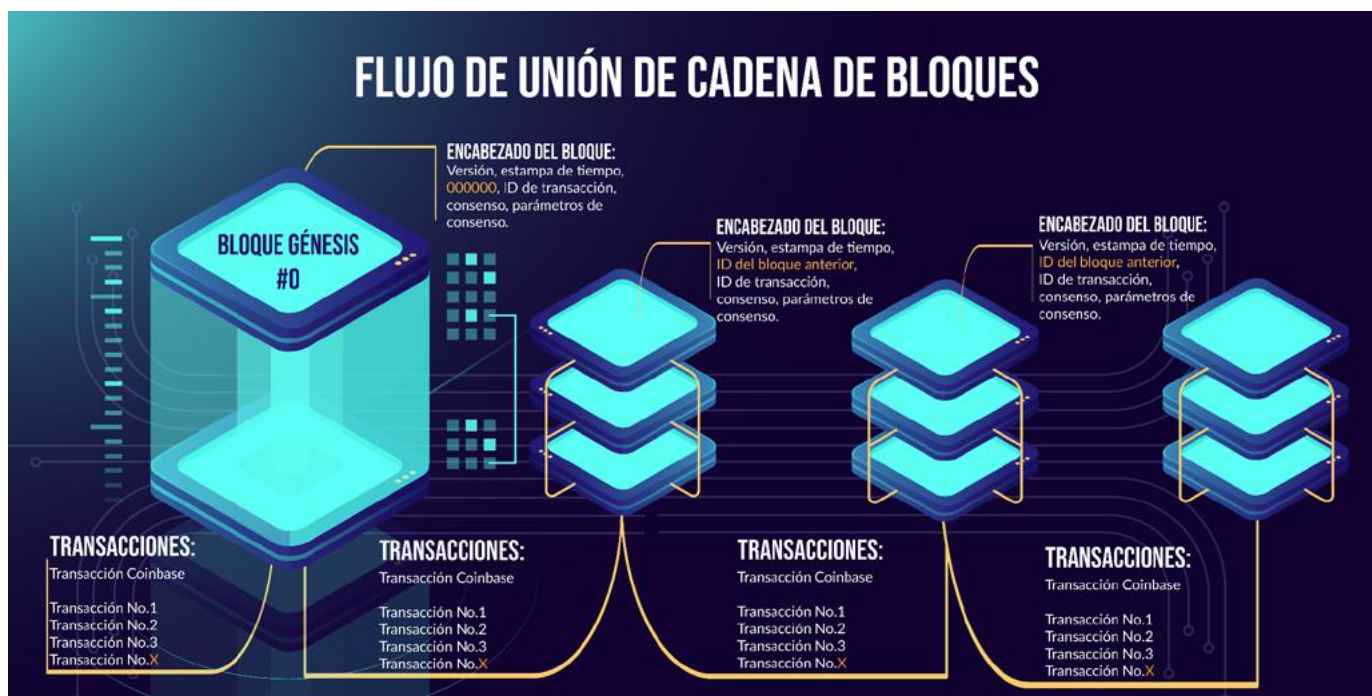 FLUJO DE UNIÓN DE CADENA DE BLOQUES
ENCABEZADO DEL BLOQUE:
Versión, estampa de tiempo,
000000, ID de transacción,
consenso, parámetros de
consenso.
BLOQUE GÉNESIS
#0
ENCABEZADO DEL BLOQUE:
Versión, estampa de tiempo,
ID del bloque anterior,
ID de transacción,
consenso, parámetros de
consenso.
ENCABEZADO DEL BLOQUE:
Versión, estampa de tiempo,
ID del bloque anterior,
ID de transacción,
consenso, parámetros de
consenso.
TRANSACCIONES:
Transacción Coinbase
Transacción No.1
Transacción No.2
Transacción No.3
Transacción No.X
TRANSACCIONES:
Transacción Coinbase
Transacción No.1
Transacción No.2
Transacción No.3
Transacción No.X
TRANSACCIONES:
Transacción Coinbase
Transacción No.1
Transacción No.2
Transacción No.3
Transacción No.X
TRANSACCIONES:
Transacción Coinbase
Transacción No.1
Transacción No.2
Transacción No.3
Transacción No.X